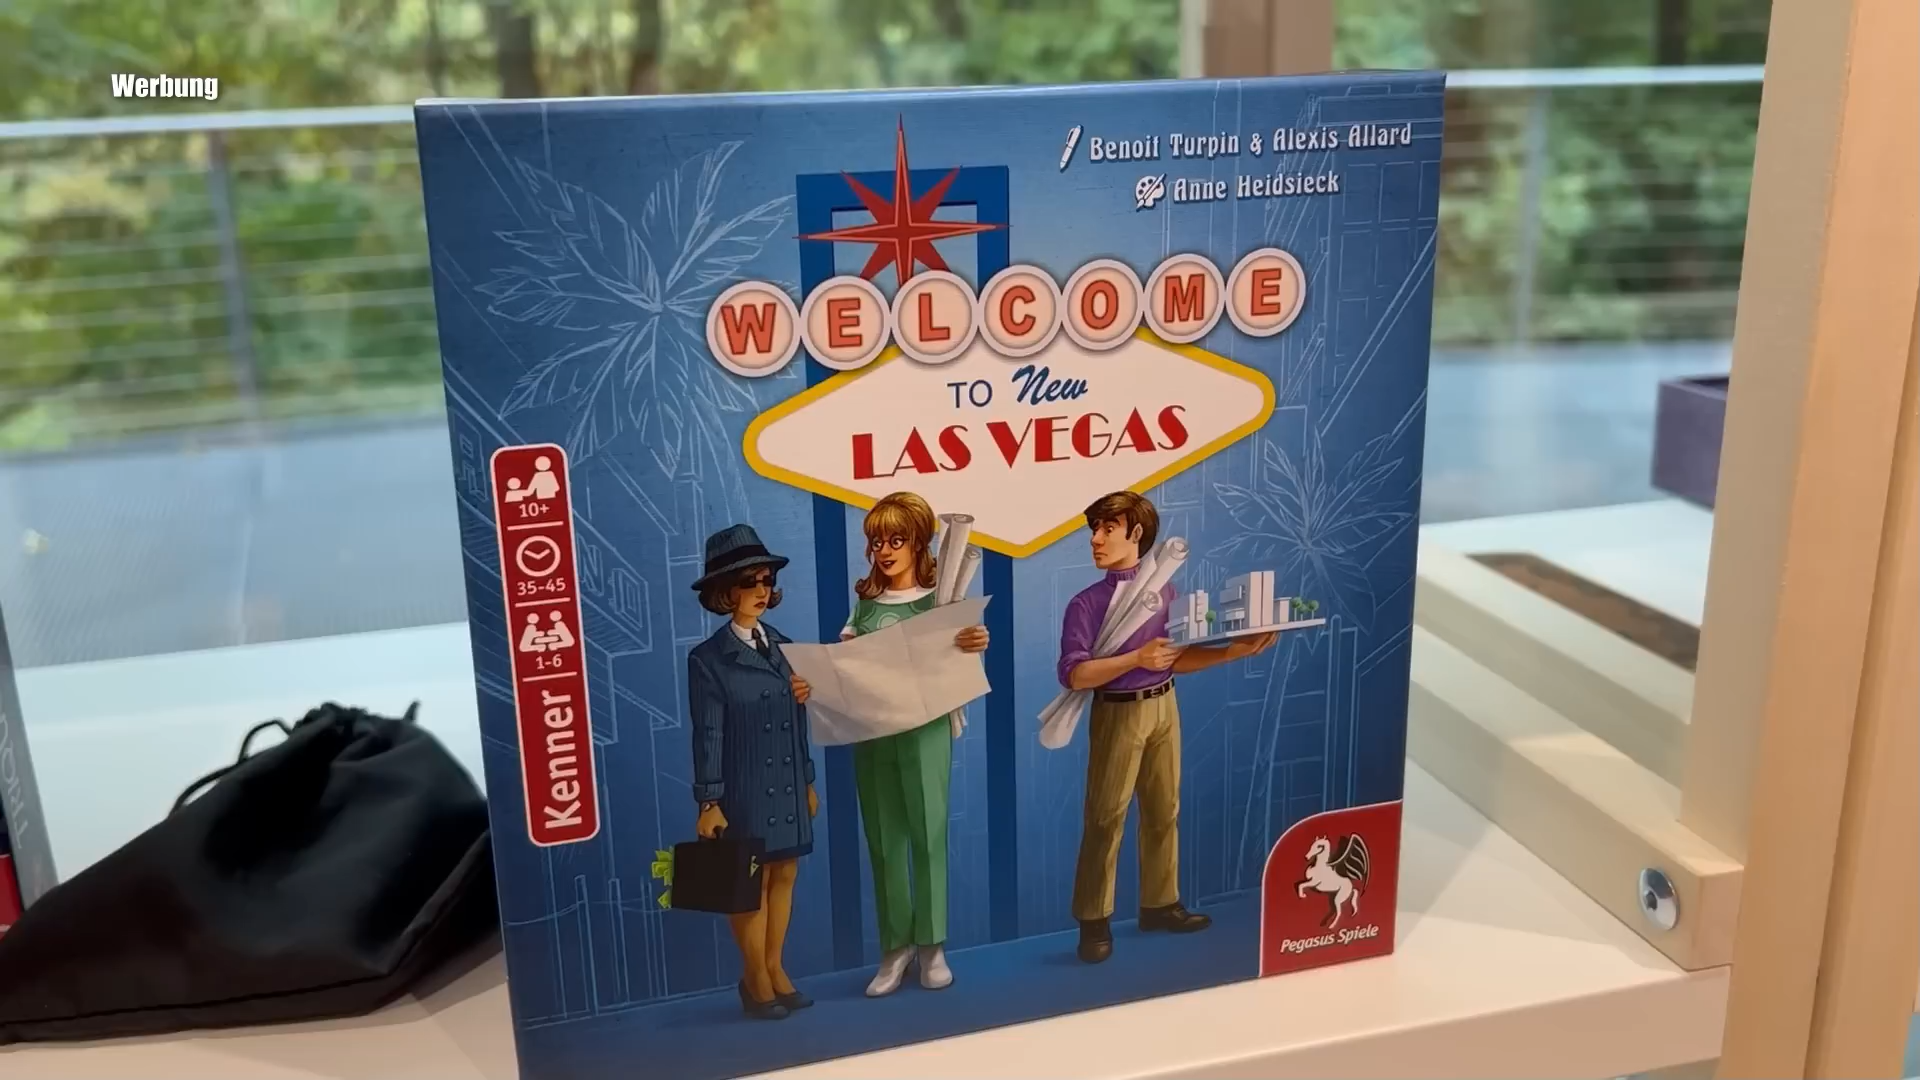 Werbung
Benoit Turpin & Alexis Allard
Anne Heidsieck
WELCOME
TO New
LAS VEGAS
10+
35-45
1-6
Kenner
Pegasus Spiele